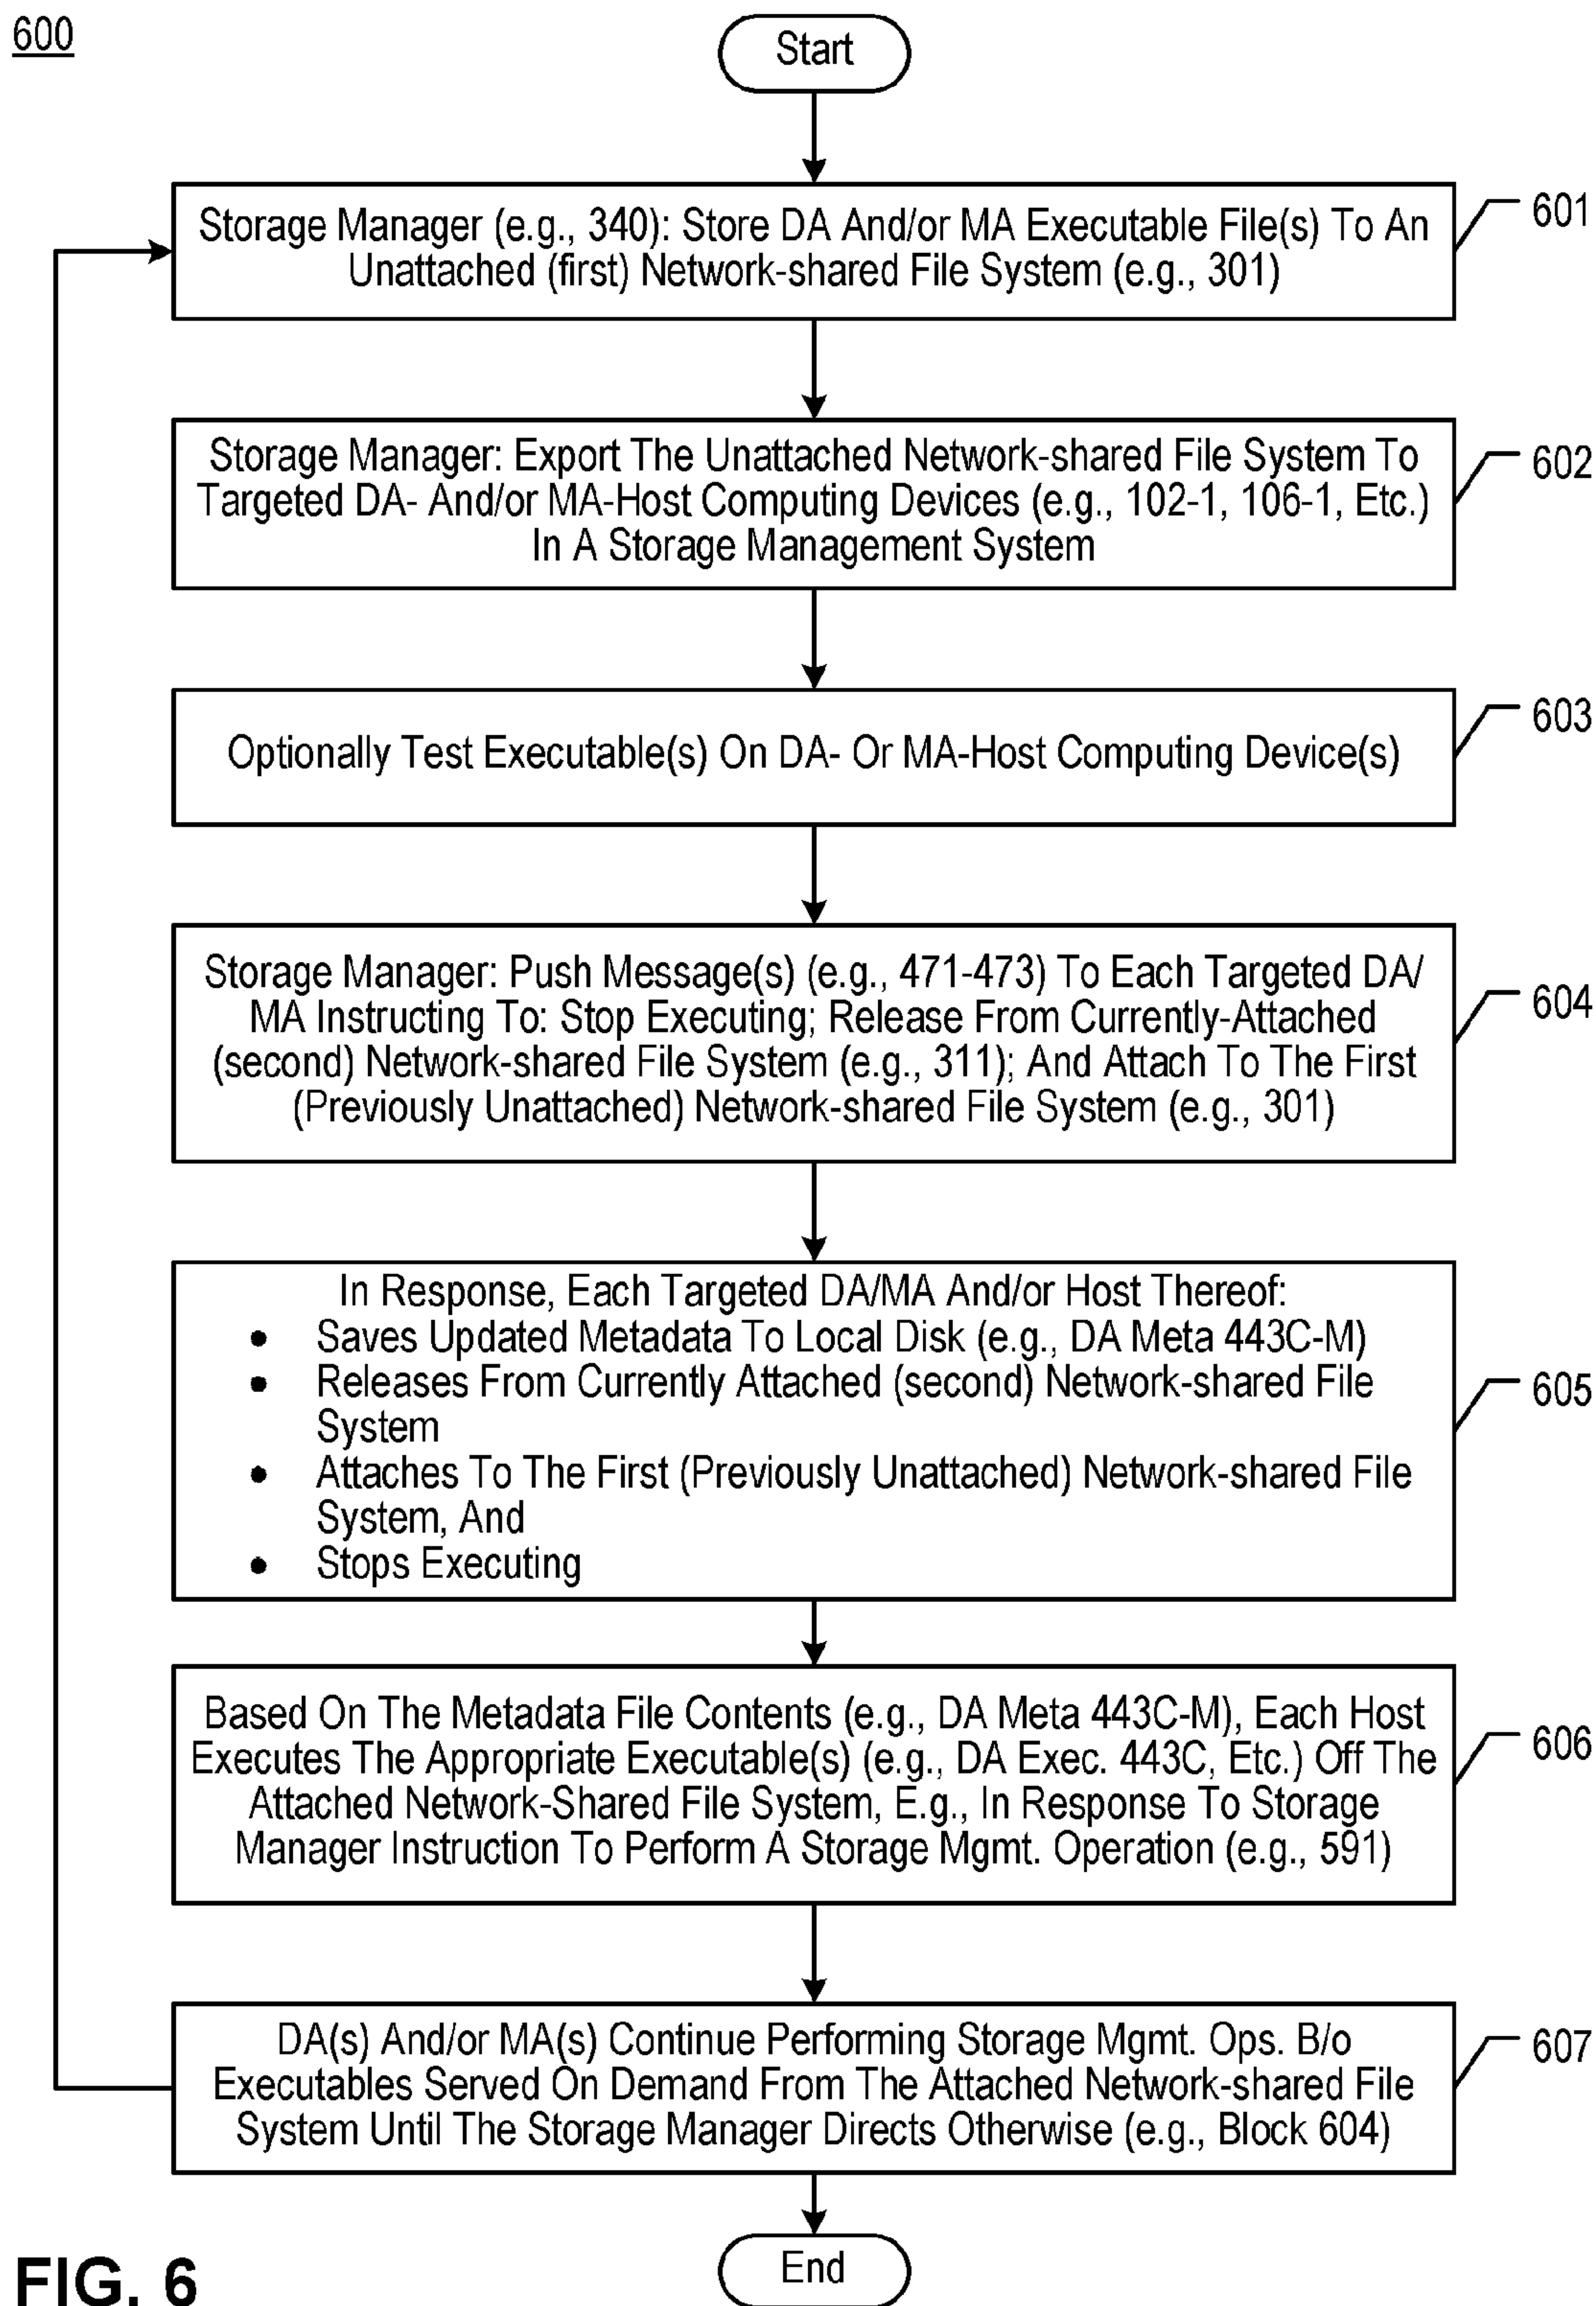 600
Start
Storage Manager (e.g., 340): Store DA And/or MA Executable File(s) To An
Unattached (first) Network-shared File System (e.g., 301)
601
Storage Manager: Export The Unattached Network-shared File System To
Targeted DA- And/or MA-Host Computing Devices (e.g., 102-1, 106-1, Etc.)
In A Storage Management System
602
Optionally Test Executable(s) On DA- Or MA-Host Computing Device(s)
603
Storage Manager: Push Message(s) (e.g., 471-473) To Each Targeted DA/
MA Instructing To: Stop Executing; Release From Currently-Attached
(second) Network-shared File System (e.g., 311); And Attach To The First
(Previously Unattached) Network-shared File System (e.g., 301)
604
In Response, Each Targeted DA/MA And/or Host Thereof:
• Saves Updated Metadata To Local Disk (e.g., DA Meta 443C-M)
• Releases From Currently Attached (second) Network-shared File
System
• Attaches To The First (Previously Unattached) Network-shared File
System, And
• Stops Executing
605
Based On The Metadata File Contents (e.g., DA Meta 443C-M), Each Host
Executes The Appropriate Executable(s) (e.g., DA Exec. 443C, Etc.) Off The
Attached Network-Shared File System, E.g., In Response To Storage
Manager Instruction To Perform A Storage Mgmt. Operation (e.g., 591)
606
DA(s) And/or MA(s) Continue Performing Storage Mgmt. Ops. B/o
Executables Served On Demand From The Attached Network-shared File
System Until The Storage Manager Directs Otherwise (e.g., Block 604)
607
End
FIG. 6